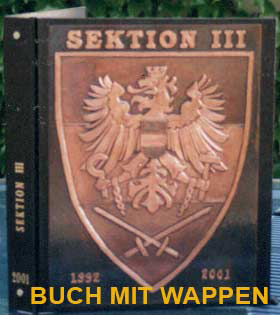 SEKTION III
SEKTION III
2001
1992 2001
BUCH MIT WAPPEN